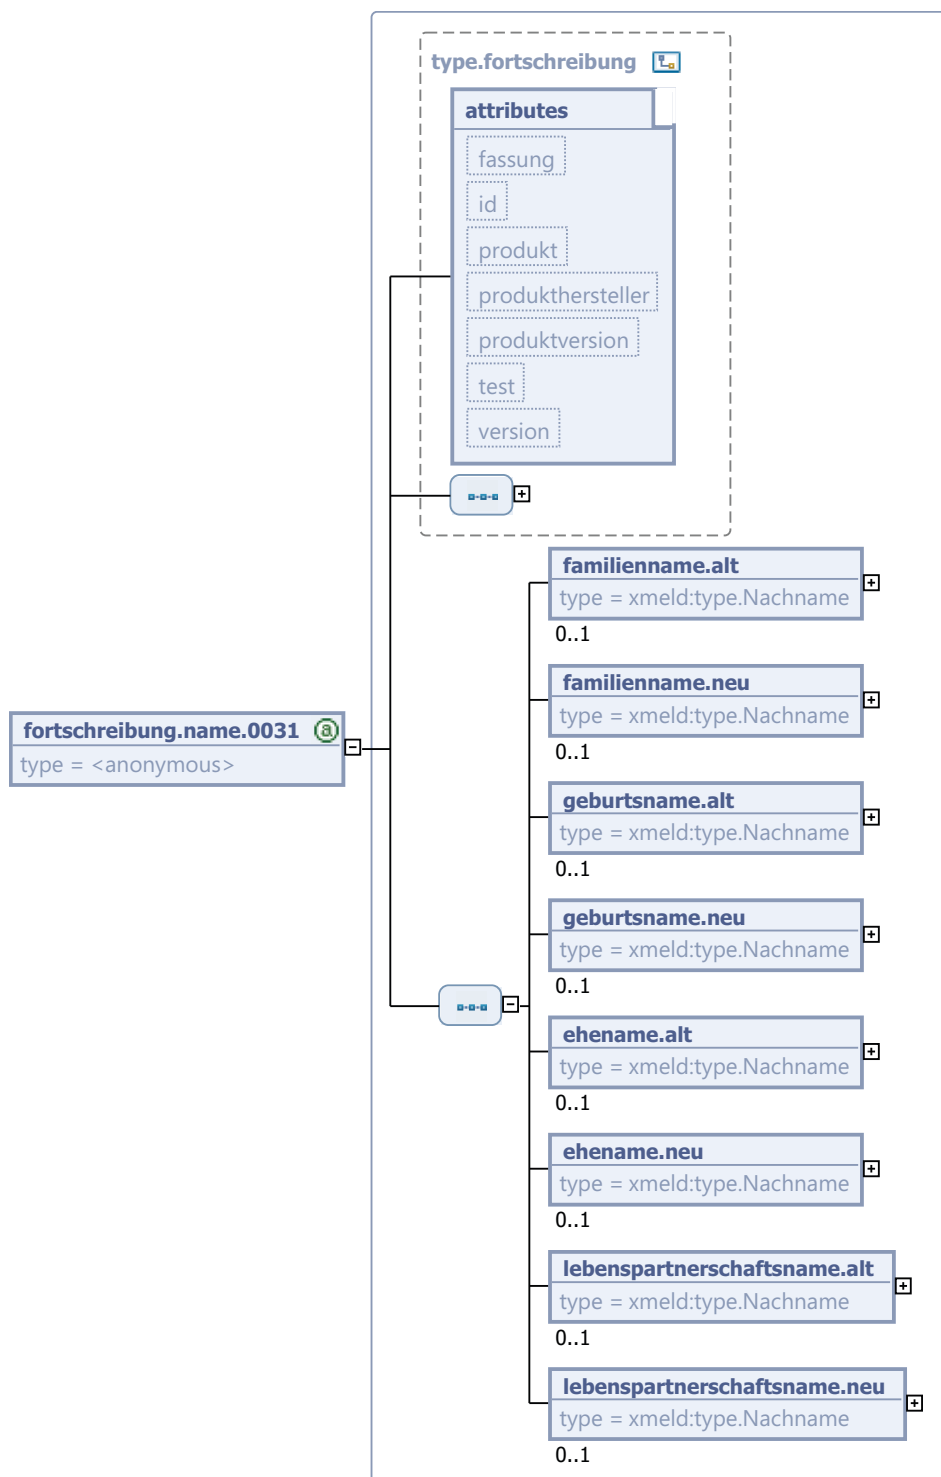 type.fortschreibung
attributes
fassung
id
produkt
produkthersteller
produktversion
test
version
familienname.alt
type = xmeld:type.Nachname
0..1
familienname.neu
type = xmeld:type.Nachname
0..1
fortschreibung.name.0031 a
type = <anonymous>
geburtsname.alt
type = xmeld:type.Nachname
0..1
geburtsname.neu
type = xmeld:type.Nachname
0..1
ehename.alt
type = xmeld:type.Nachname
0..1
ehename.neu
type = xmeld:type.Nachname
0..1
lebenspartnerschaftsname.alt
type = xmeld:type.Nachname
0..1
lebenspartnerschaftsname.neu
type = xmeld:type.Nachname
0..1